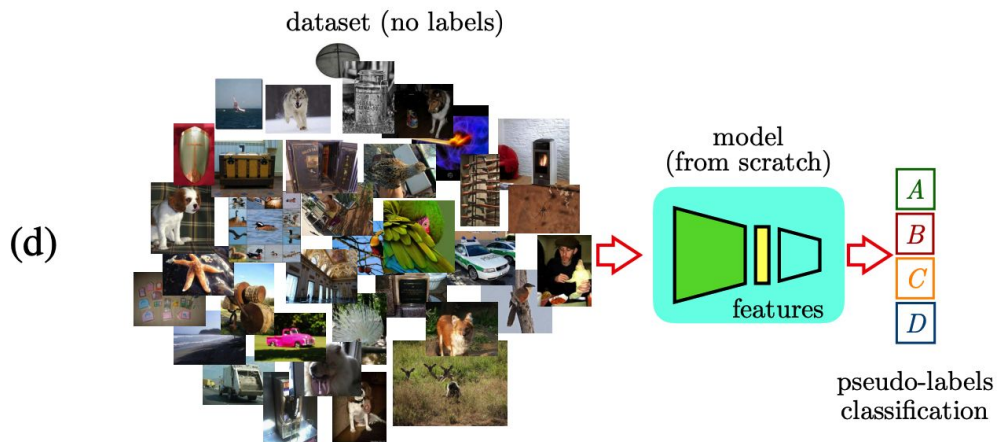 dataset (no labels)
(d)
model
(from scratch)
features
A
B
C
D
pseudo-labels
classification